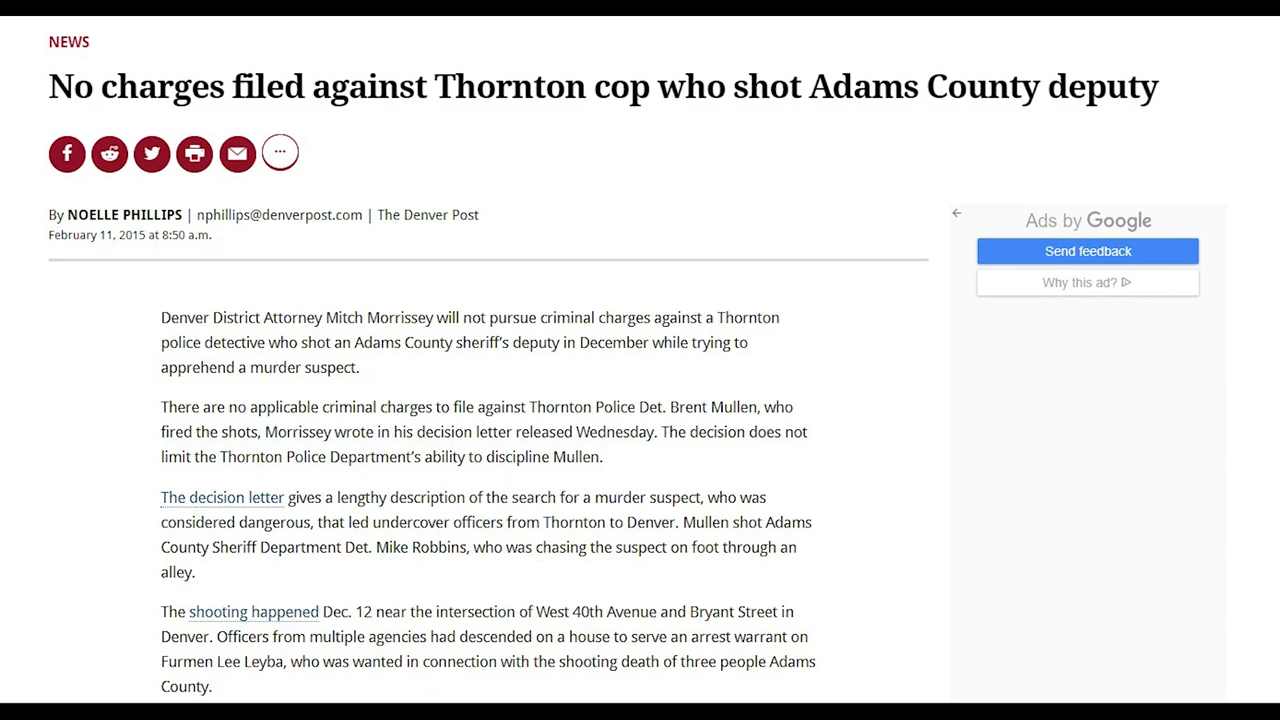 NEWS
No charges filed against Thornton cop who shot Adams County deputy
By NOELLE PHILLIPS | nphillips@denverpost.com | The Denver Post
February 11, 2015 at 8:50 a.m.
Ads by Google
Send feedback
Why this ad?
Denver District Attorney Mitch Morrissey will not pursue criminal charges against a Thornton
police detective who shot an Adams County sheriff's deputy in December while trying to
apprehend a murder suspect.
There are no applicable criminal charges to file against Thornton Police Det. Brent Mullen, who
fired the shots, Morrissey wrote in his decision letter released Wednesday. The decision does not
limit the Thornton Police Department's ability to discipline Mullen.
The decision letter gives a lengthy description of the search for a murder suspect, who was
considered dangerous, that led undercover officers from Thornton to Denver. Mullen shot Adams
County Sheriff Department Det. Mike Robbins, who was chasing the suspect on foot through an
alley.
The shooting happened Dec. 12 near the intersection of West 40th Avenue and Bryant Street in
Denver. Officers from multiple agencies had descended on a house to serve an arrest warrant on
Furmen Lee Leyba, who was wanted in connection with the shooting death of three people Adams
County.